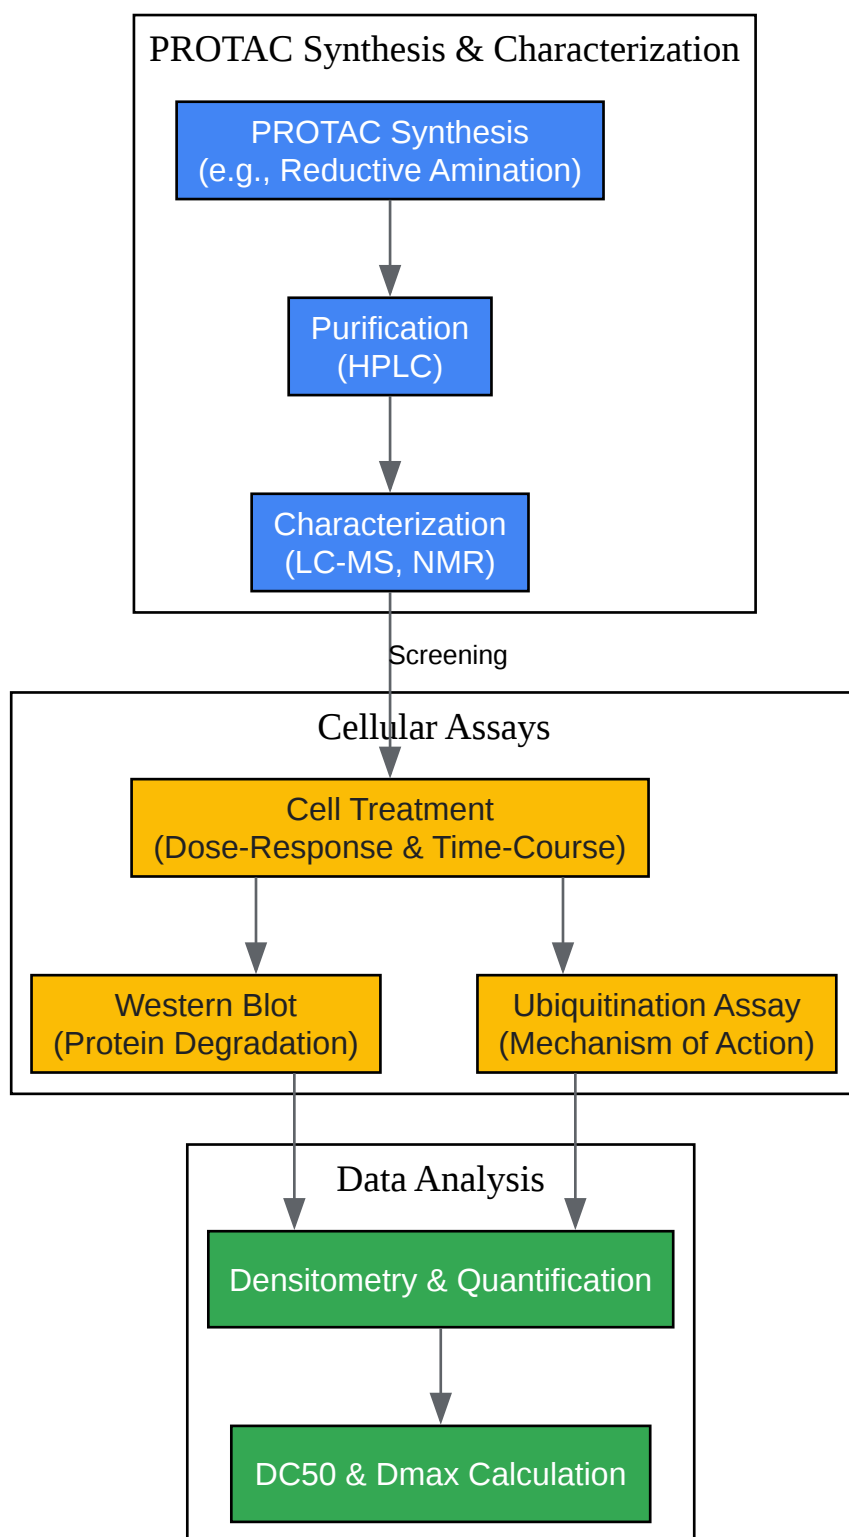 PROTAC Synthesis & Characterization
PROTAC Synthesis
(e.g., Reductive Amination)
Purification
(HPLC)
Characterization
(LC-MS, NMR)
Screening
Cellular Assays
Cell Treatment
(Dose-Response & Time-Course)
Western Blot
(Protein Degradation)
Ubiquitination Assay
(Mechanism of Action)
Data Analysis
Densitometry & Quantification
DC50 & Dmax Calculation